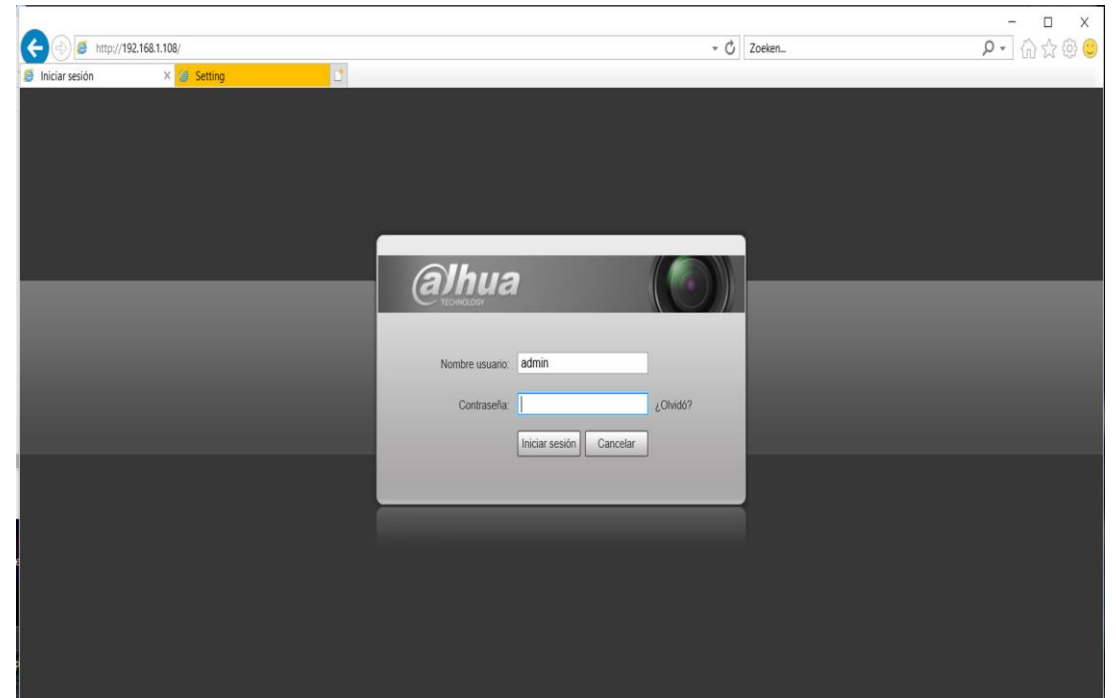 http://192.168.1.108/
Zoeken...
Iniciar sesión
Setting
alhua
TECHNOLOGY
Nombre usuario: admin
Contraseña: ¿Olvidó?
Iniciar sesión Cancelar